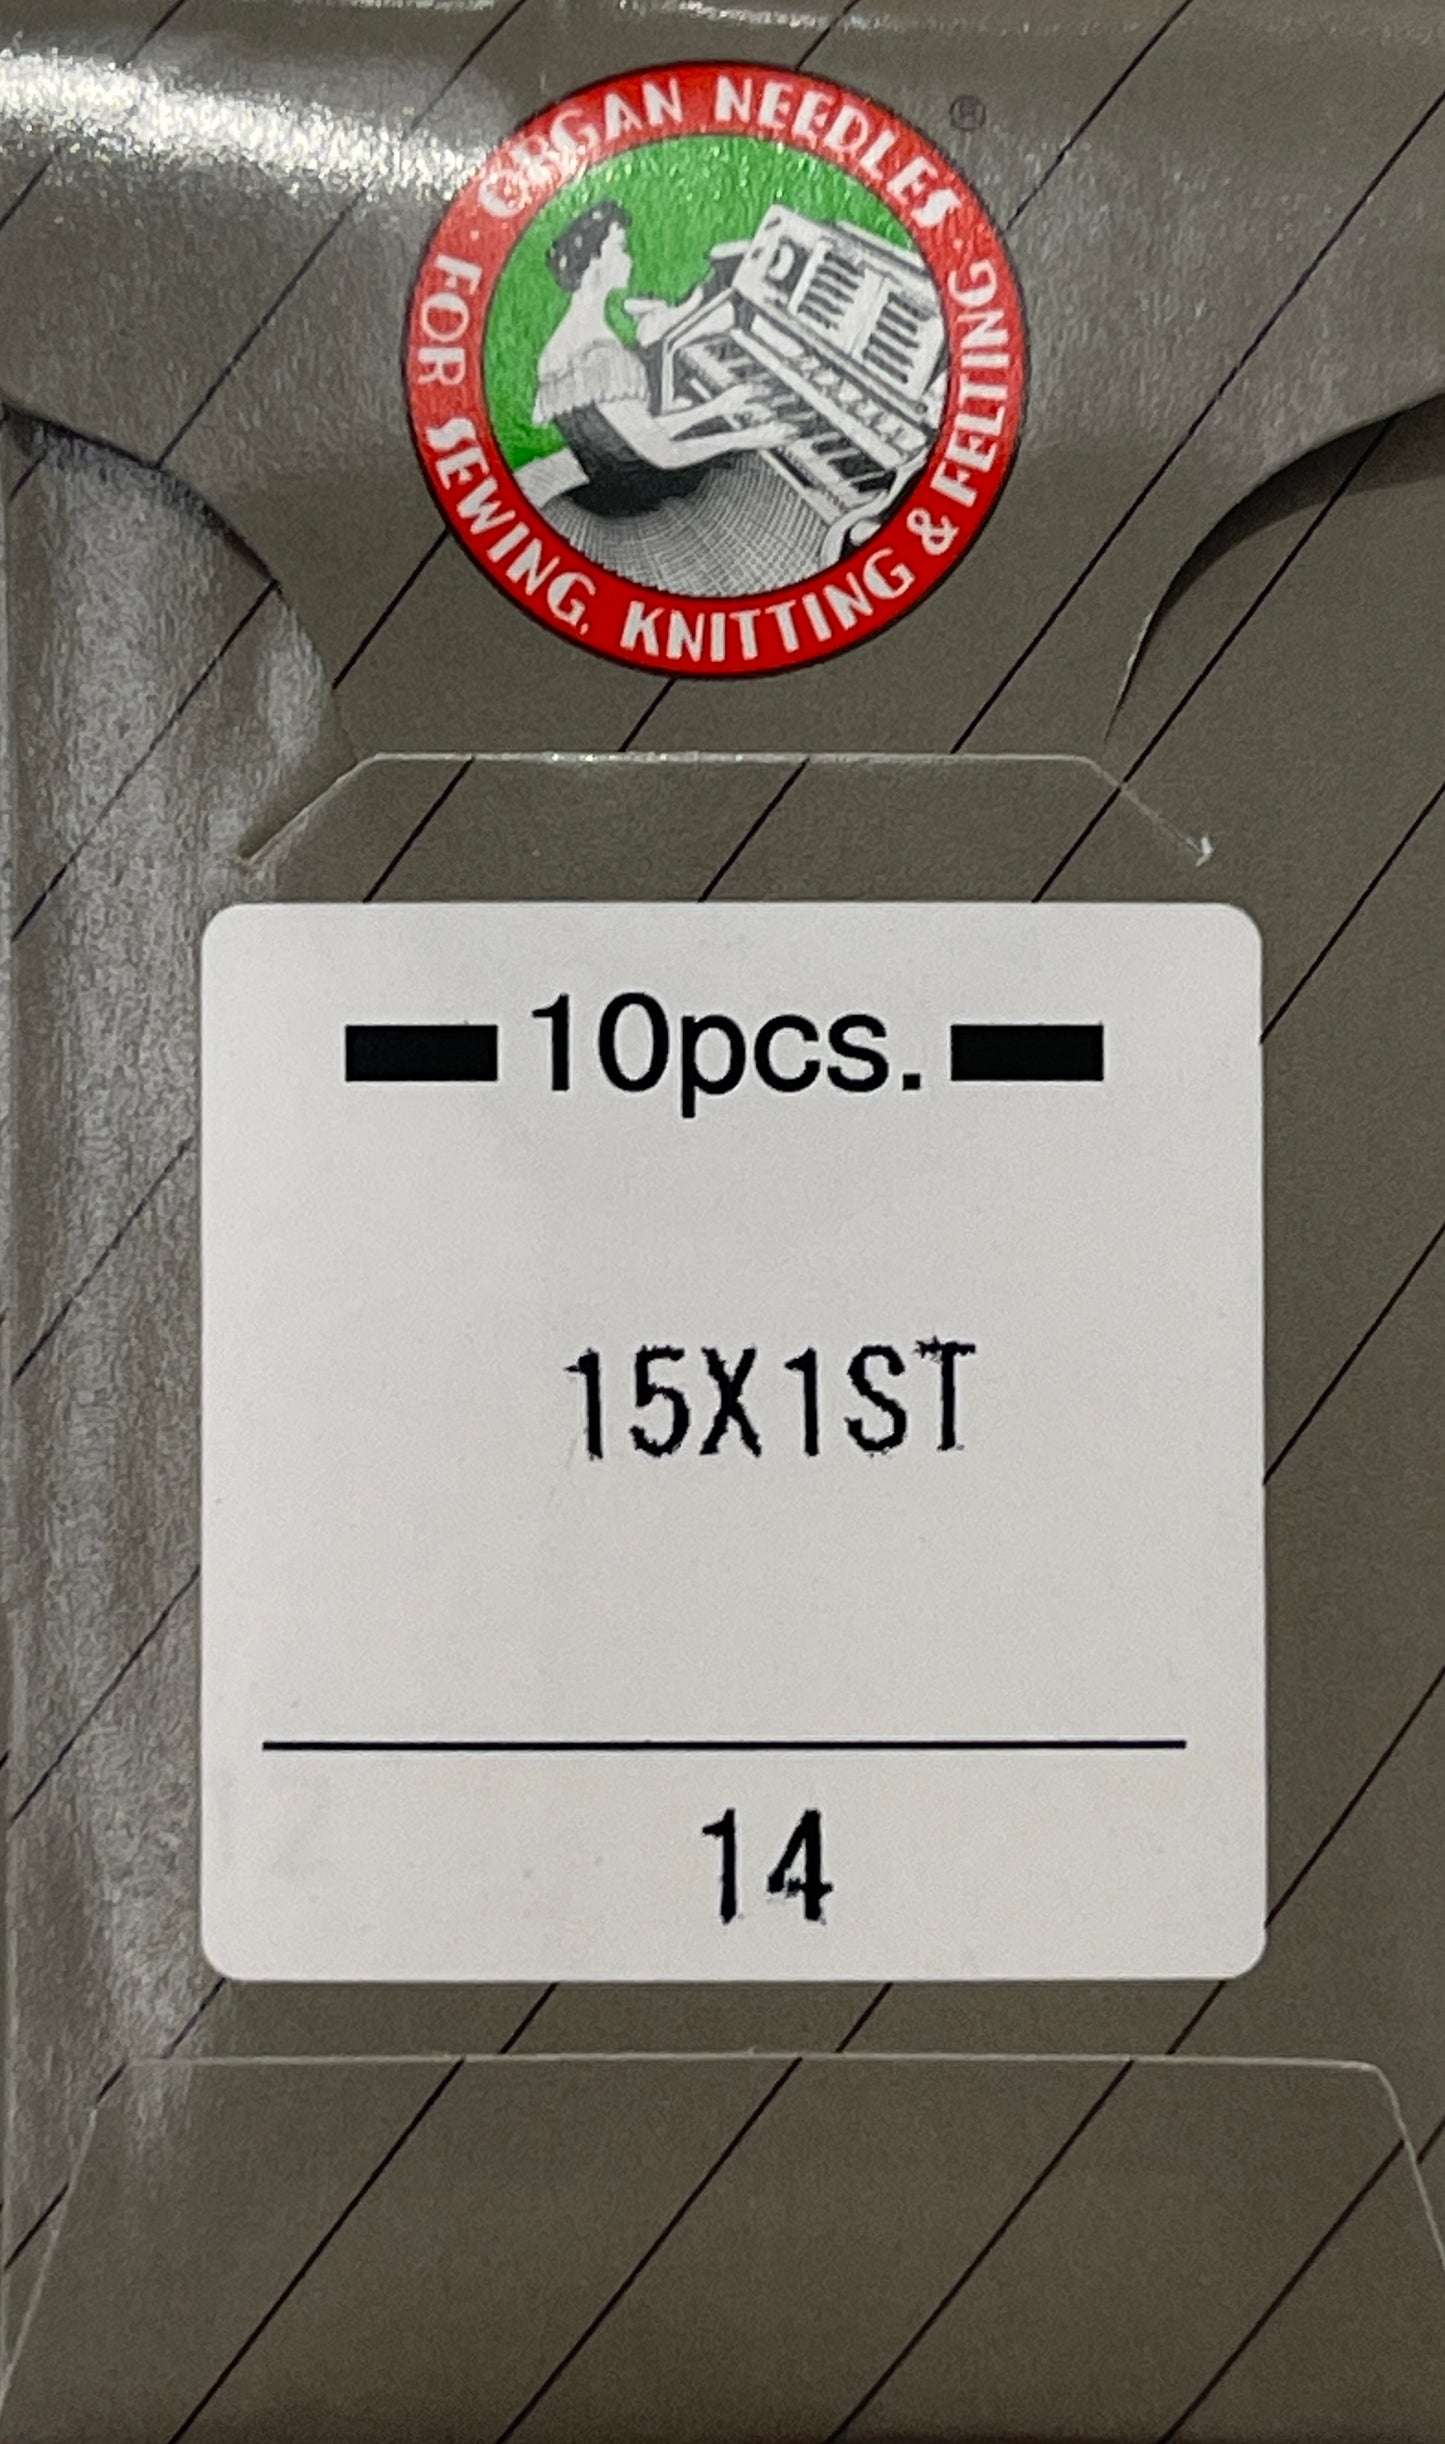 · ORGAN NEEDLES ·
®
FOR SEWING, KNITTING & FELTING
10pcs.
15X1ST
14